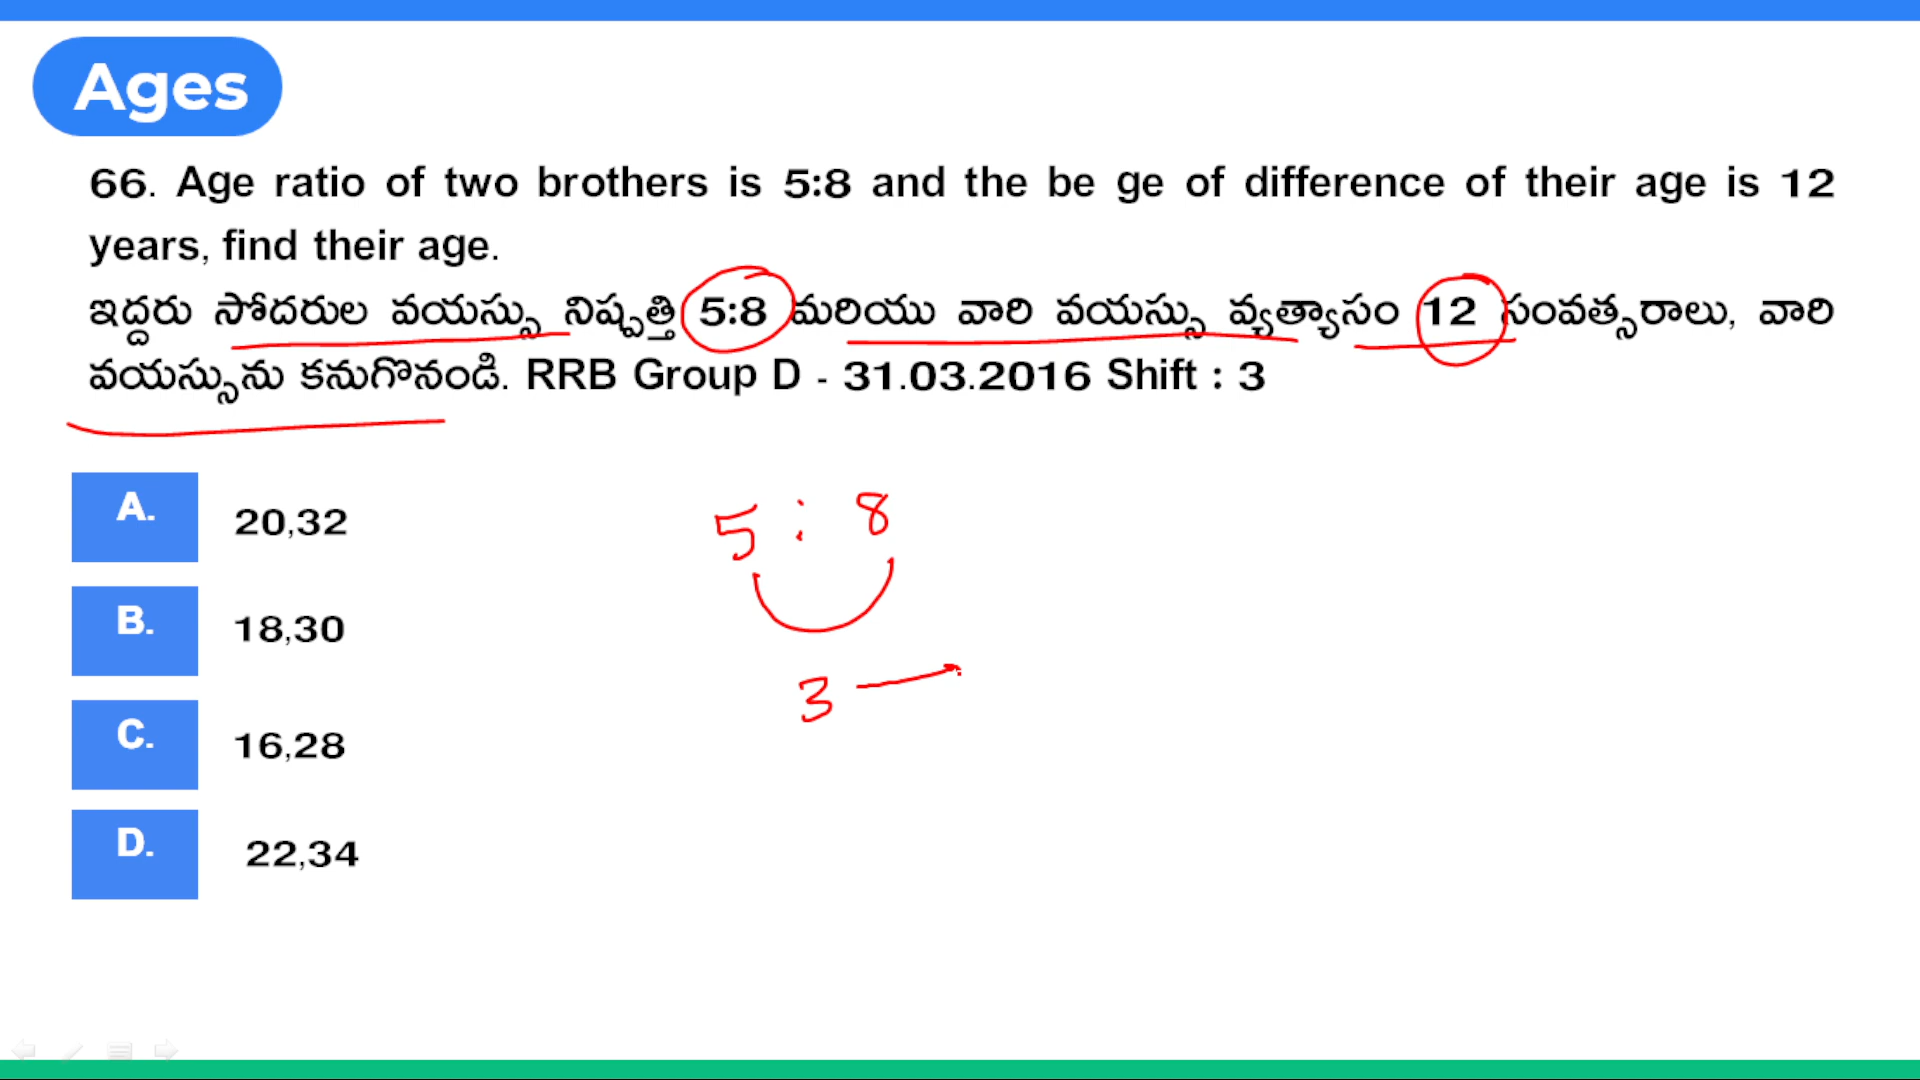 Ages
66. Age ratio of two brothers is 5:8 and the be ge of difference of their age is 12
years, find their age.
ఇద్దరు సోదరుల వయస్సు నిష్పత్తి 5:8 మరియు వారి వయస్సు వ్యత్యాసం 12 సంవత్సరాలు, వారి
వయస్సును కనుగొనండి. RRB Group D - 31.03.2016 Shift : 3
A. 20,32
B. 18,30
C. 16,28
D. 22,34
5 : 8
3